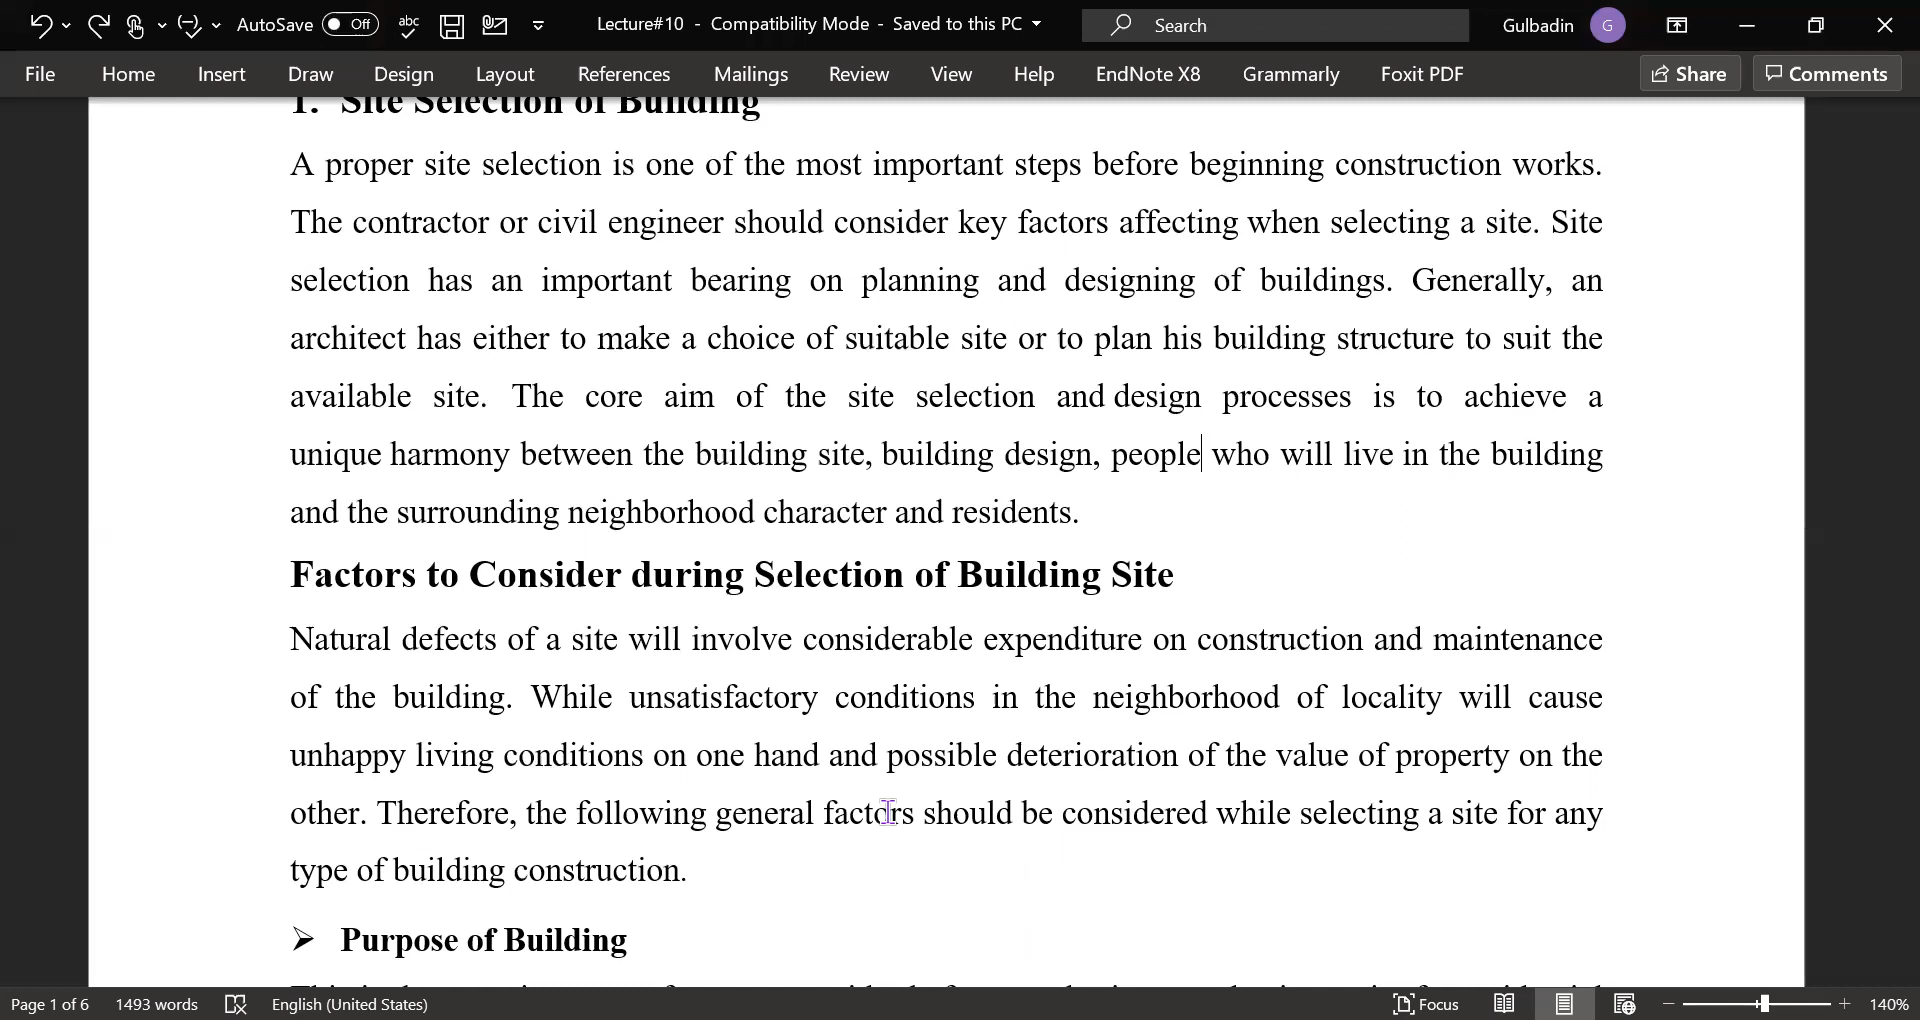 AutoSave Off abc Lecture#10 - Compatibility Mode - Saved to this PC Search Gulbadin G
File Home Insert Draw Design Layout References Mailings Review View Help EndNote X8 Grammarly Foxit PDF Share Comments
1. Site Selection of Building
A proper site selection is one of the most important steps before beginning construction works.
The contractor or civil engineer should consider key factors affecting when selecting a site. Site
selection has an important bearing on planning and designing of buildings. Generally, an
architect has either to make a choice of suitable site or to plan his building structure to suit the
available site. The core aim of the site selection and design processes is to achieve a
unique harmony between the building site, building design, people who will live in the building
and the surrounding neighborhood character and residents.
Factors to Consider during Selection of Building Site
Natural defects of a site will involve considerable expenditure on construction and maintenance
of the building. While unsatisfactory conditions in the neighborhood of locality will cause
unhappy living conditions on one hand and possible deterioration of the value of property on the
other. Therefore, the following general factors should be considered while selecting a site for any
type of building construction.
➢ Purpose of Building
Page 1 of 6 1493 words English (United States) Focus 140%